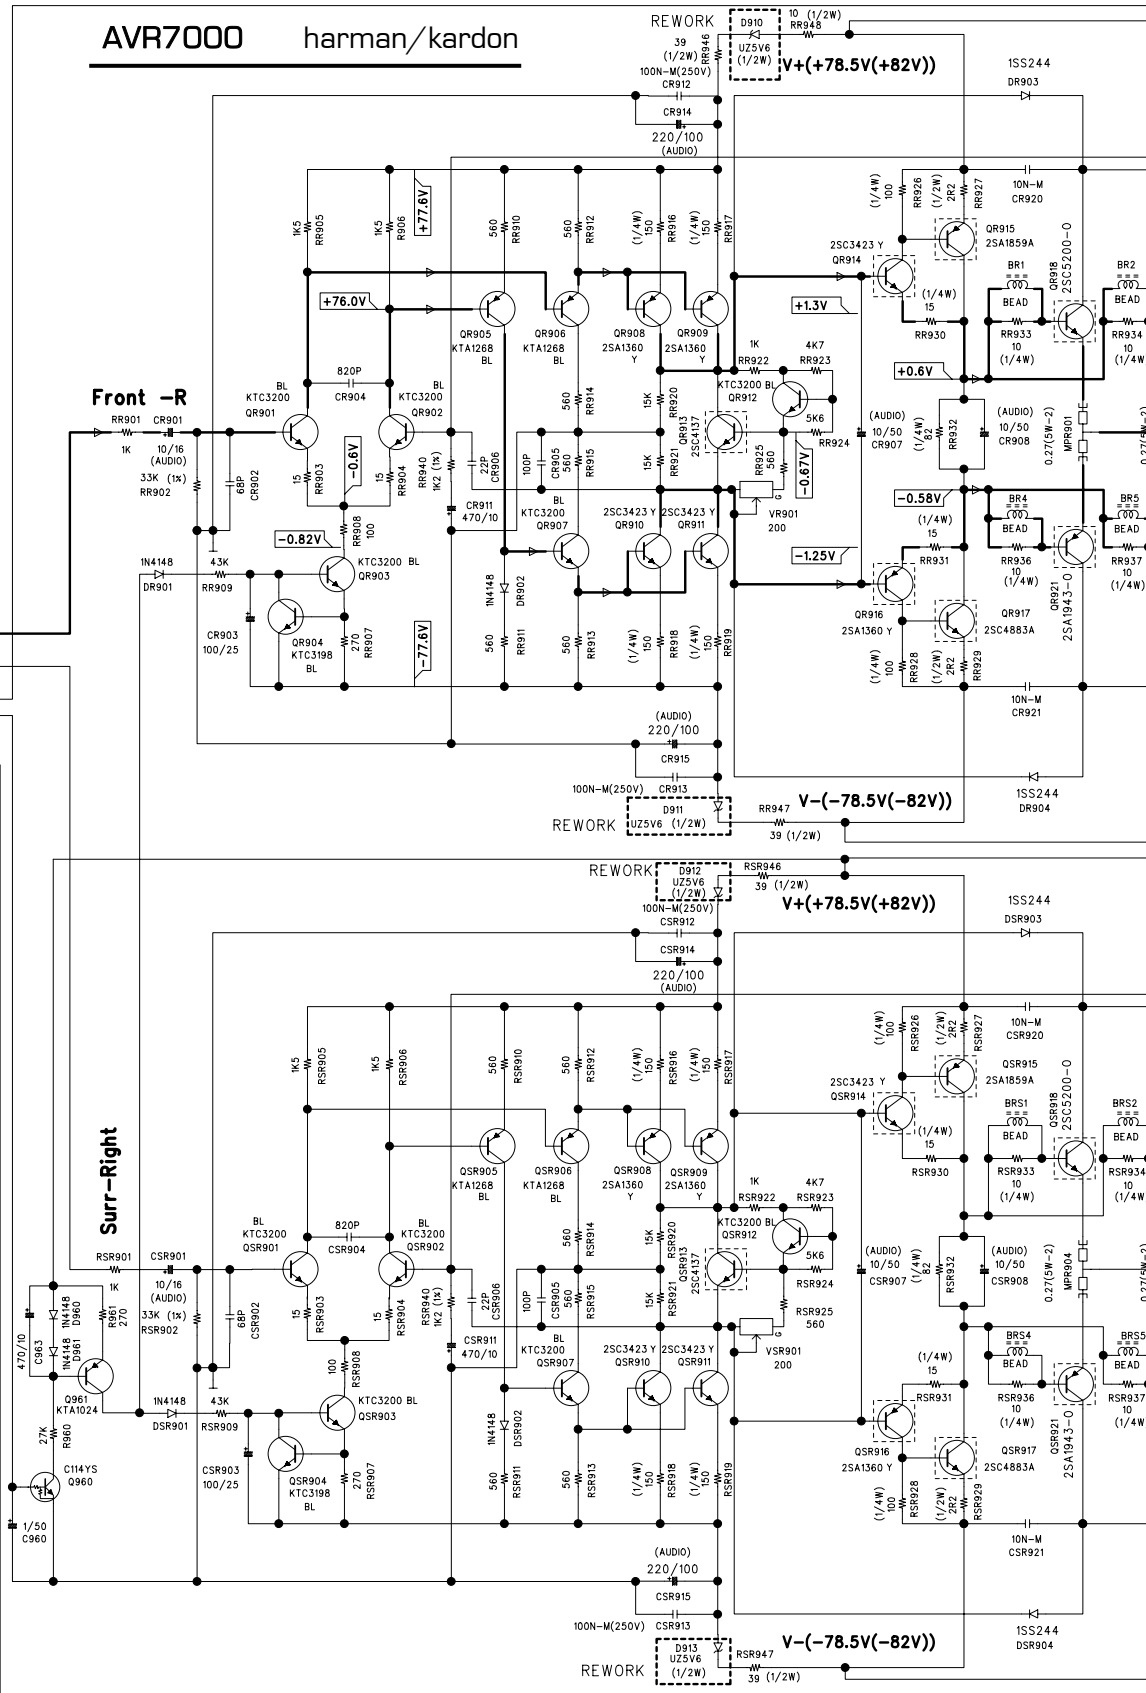 AVR7000 harman/kardon
REWORK
D910
UZ5V6
(1/2W)
10 (1/2W)
RR948
39
(1/2W)
RR946
V+(+78.5V(+82V))
100N-M(250V)
CR912
CR914
220/100
(AUDIO)
1SS244
DR903
1K5
RR905
1K5
RR906
+77.6V
560
RR910
560
RR912
(1/4W)
150
RR916
(1/4W)
150
RR917
(1/4W)
100
RR926
(1/2W)
2R2
RR927
10N-M
CR920
QR915
2SA1859A
2SC3423 Y
QR914
QR918
2SC5200-O
BR1
BEAD
BR2
BEAD
+76.0V
+1.3V
(1/4W)
15
RR930
RR933
10
(1/4W)
RR934
10
(1/4W
QR905
KTA1268
BL
QR906
KTA1268
BL
QR908
2SA1360
Y
QR909
2SA1360
Y
1K
RR922
4K7
RR923
+0.6V
820P
CR904
BL
KTC3200
QR901
BL
KTC3200
QR902
KTC3200 BL
QR912
Front -R
RR901
1K
CR901
10/16
(AUDIO)
33K (1%)
RR902
68P
CR902
15
RR903
15
RR904
-0.6V
RR940
1K2 (1%)
22P
CR906
100P
CR905
560
RR914
560
RR915
15K
RR920
15K
RR921
QR913
2SC4137
5K6
RR924
RR925
560
-0.67V
(AUDIO)
10/50
CR907
(1/4W)
82
RR932
(AUDIO)
10/50
CR908
0.27(5W-2)
MPR901
0.27(5W-2)
CR911
470/10
RR908
100
-0.82V
BL
KTC3200
QR907
2SC3423 Y
QR910
2SC3423 Y
QR911
G
VR901
200
-0.58V
-1.25V
(1/4W)
15
RR931
BR4
BEAD
RR936
10
(1/4W)
BR5
BEAD
RR937
10
(1/4W)
1N4148
DR901
43K
RR909
KTC3200 BL
QR903
1N4148
DR902
QR921
2SA1943-O
QR916
2SA1360 Y
QR917
2SC4883A
CR903
100/25
QR904
KTC3198
BL
270
RR907
-77.6V
560
RR911
560
RR913
(1/4W)
150
RR918
(1/4W)
150
RR919
(1/4W)
100
RR928
(1/2W)
2R2
RR929
10N-M
CR921
(AUDIO)
220/100
CR915
100N-M(250V) CR913
1SS244
DR904
REWORK
D911
UZ5V6 (1/2W)
RR947
39 (1/2W)
V-(-78.5V(-82V))
REWORK
D912
UZ5V6
(1/2W)
RSR946
39 (1/2W)
V+(+78.5V(+82V))
100N-M(250V)
CSR912
CSR914
220/100
(AUDIO)
1SS244
DSR903
1K5
RSR905
1K5
RSR906
560
RSR910
560
RSR912
(1/4W)
150
RSR916
(1/4W)
150
RSR917
(1/4W)
100
RSR926
(1/2W)
2R2
RSR927
10N-M
CSR920
QSR915
2SA1859A
2SC3423 Y
QSR914
QSR918
2SC5200-O
BRS1
BEAD
BRS2
BEAD
(1/4W)
15
RSR930
RSR933
10
(1/4W)
RSR934
10
(1/4W
QSR905
KTA1268
BL
QSR906
KTA1268
BL
QSR908
2SA1360
Y
QSR909
2SA1360
Y
1K
RSR922
4K7
RSR923
Surr-Right
BL
KTC3200
QSR901
820P
CSR904
BL
KTC3200
QSR902
KTC3200 BL
QSR912
RSR901
1K
CSR901
10/16
(AUDIO)
33K (1%)
RSR902
68P
CSR902
15
RSR903
15
RSR904
RSR940
1K2 (1%)
22P
CSR906
100P
CSR905
560
RSR914
560
RSR915
15K
RSR920
15K
RSR921
QSR913
2SC4137
5K6
RSR924
RSR925
560
(AUDIO)
10/50
CSR907
(1/4W)
82
RSR932
(AUDIO)
10/50
CSR908
0.27(5W-2)
MPR904
0.27(5W-2)
470/10
C963
1N4148
D960
1N4148
D961
R961
270
Q961
KTA1024
CSR911
470/10
100
RSR908
BL
KTC3200
QSR907
2SC3423 Y
QSR910
2SC3423 Y
QSR911
G
VSR901
200
(1/4W)
15
RSR931
BRS4
BEAD
RSR936
10
(1/4W)
BRS5
BEAD
RSR937
10
(1/4W
27K
R960
1N4148
DSR901
43K
RSR909
KTC3200 BL
QSR903
1N4148
DSR902
QSR921
2SA1943-O
QSR916
2SA1360 Y
QSR917
2SC4883A
C114YS
Q960
CSR903
100/25
QSR904
KTC3198
BL
270
RSR907
560
RSR911
560
RSR913
(1/4W)
150
RSR918
(1/4W)
150
RSR919
(1/4W)
100
RSR928
(1/2W)
2R2
RSR929
1/50
C960
10N-M
CSR921
(AUDIO)
220/100
CSR915
100N-M(250V) CSR913
1SS244
DSR904
REWORK
D913
UZ5V6
(1/2W)
RSR947
39 (1/2W)
V-(-78.5V(-82V))